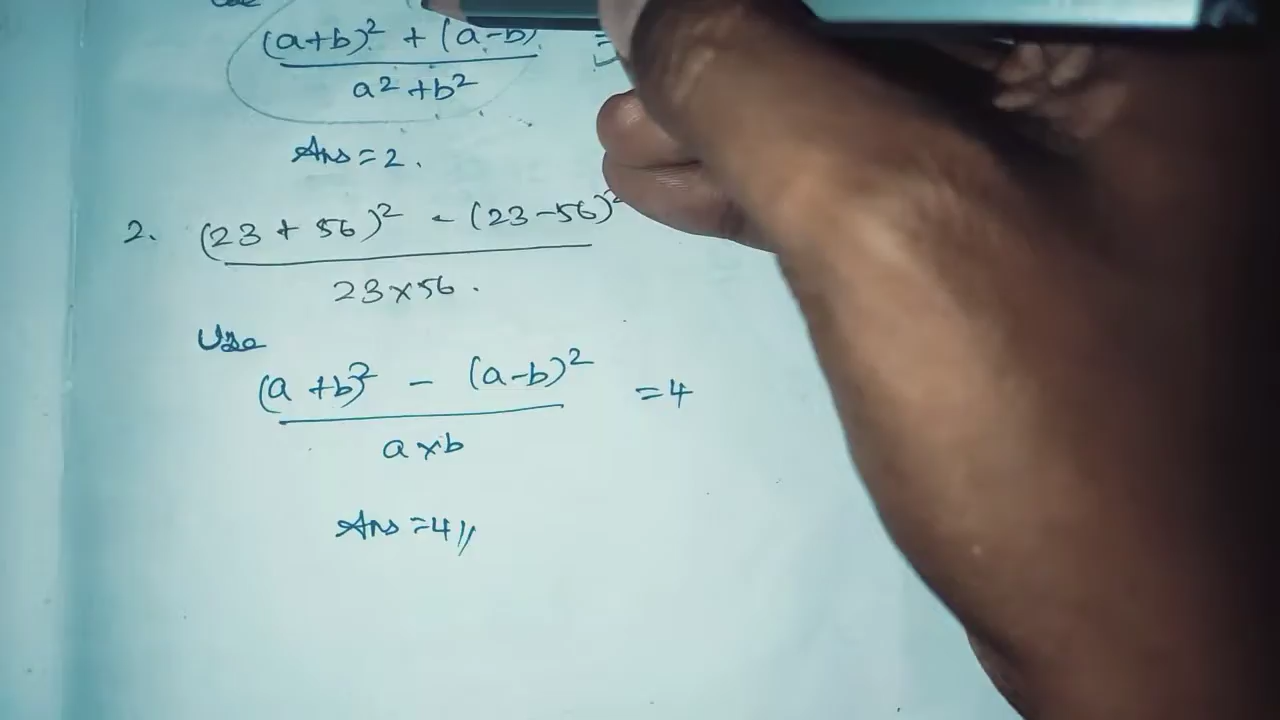 Use
(a+b)² + (a-b)
a² + b²
Ans = 2.
2. (23 + 56)² - (23-56)²
23×56.
Use
(a +b)² - (a-b)² = 4
a×b
Ans = 4 //